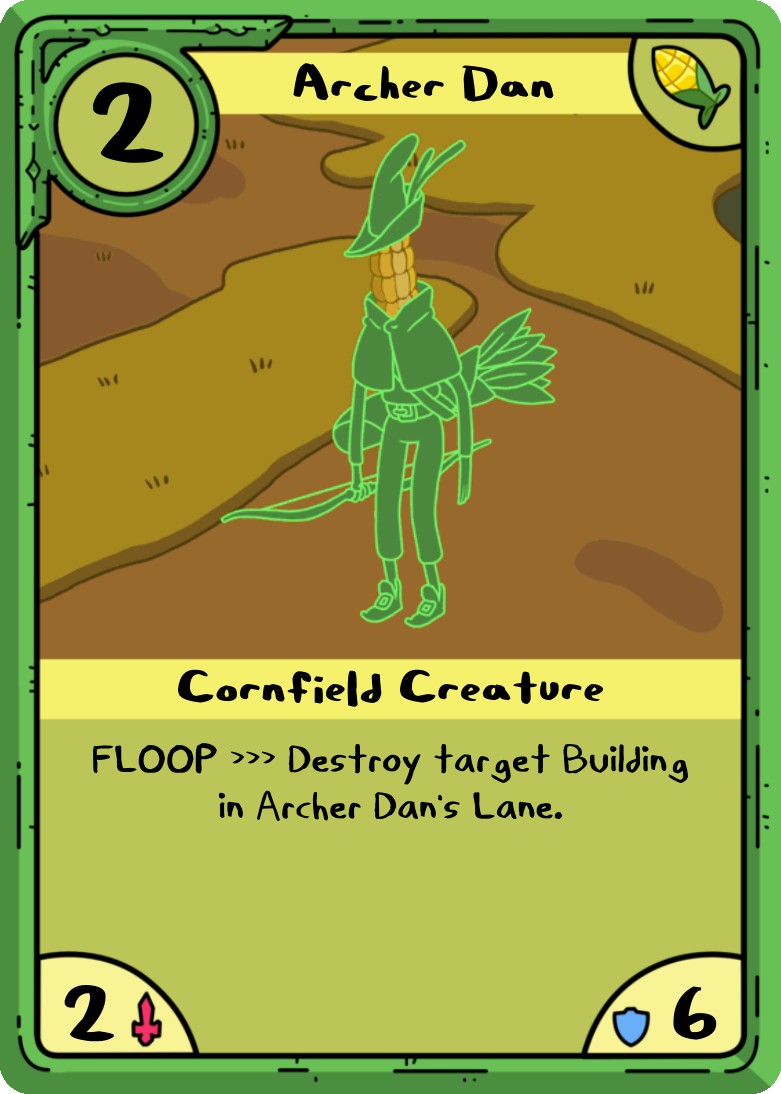 2
Archer Dan
Cornfield Creature
FLOOP >>> Destroy target Building
in Archer Dan's Lane.
2
6